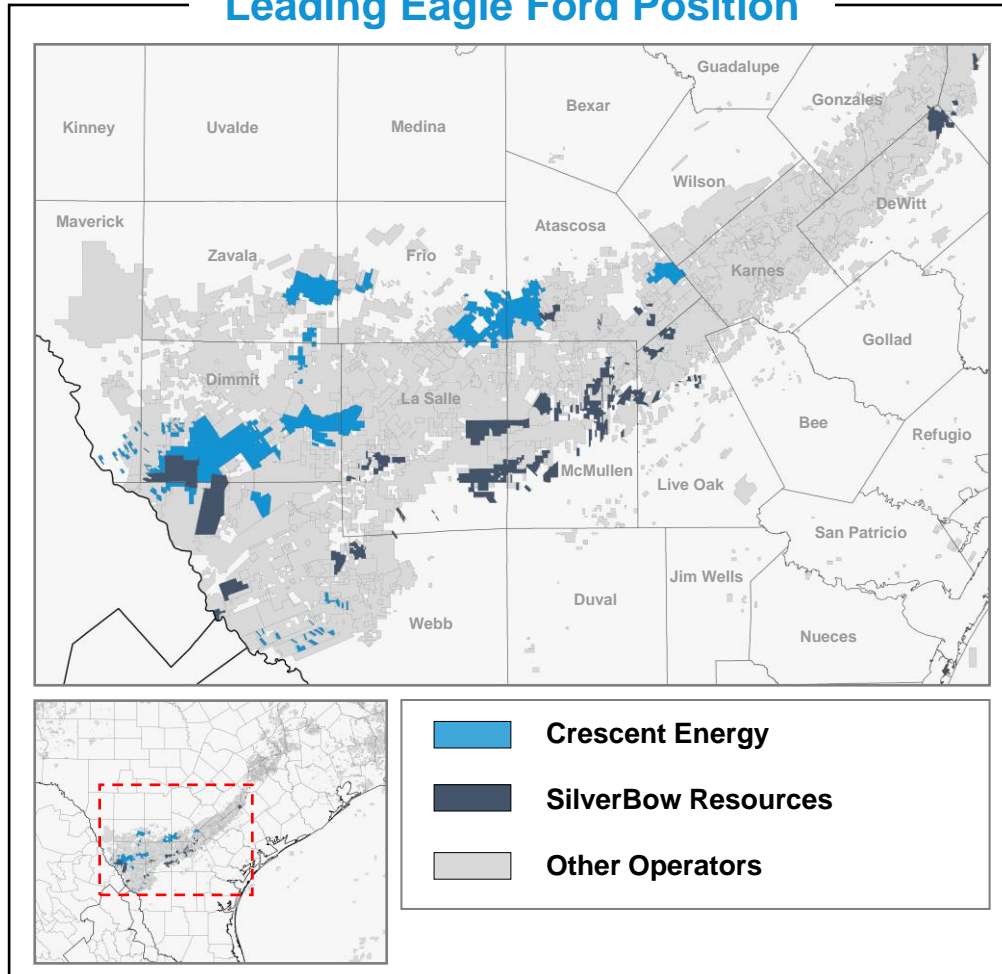 Leading Eagle Ford Position
Guadalupe
Bexar
Gonzales
Kinney
Uvalde
Medina
Wilson
DeWitt
Maverick
Atascosa
Zavala
Frio
Karnes
Goliad
Dimmit
La Salle
Bee
Refugio
McMullen
Live Oak
San Patricio
Jim Wells
Duval
Webb
Nueces
Crescent Energy
SilverBow Resources
Other Operators